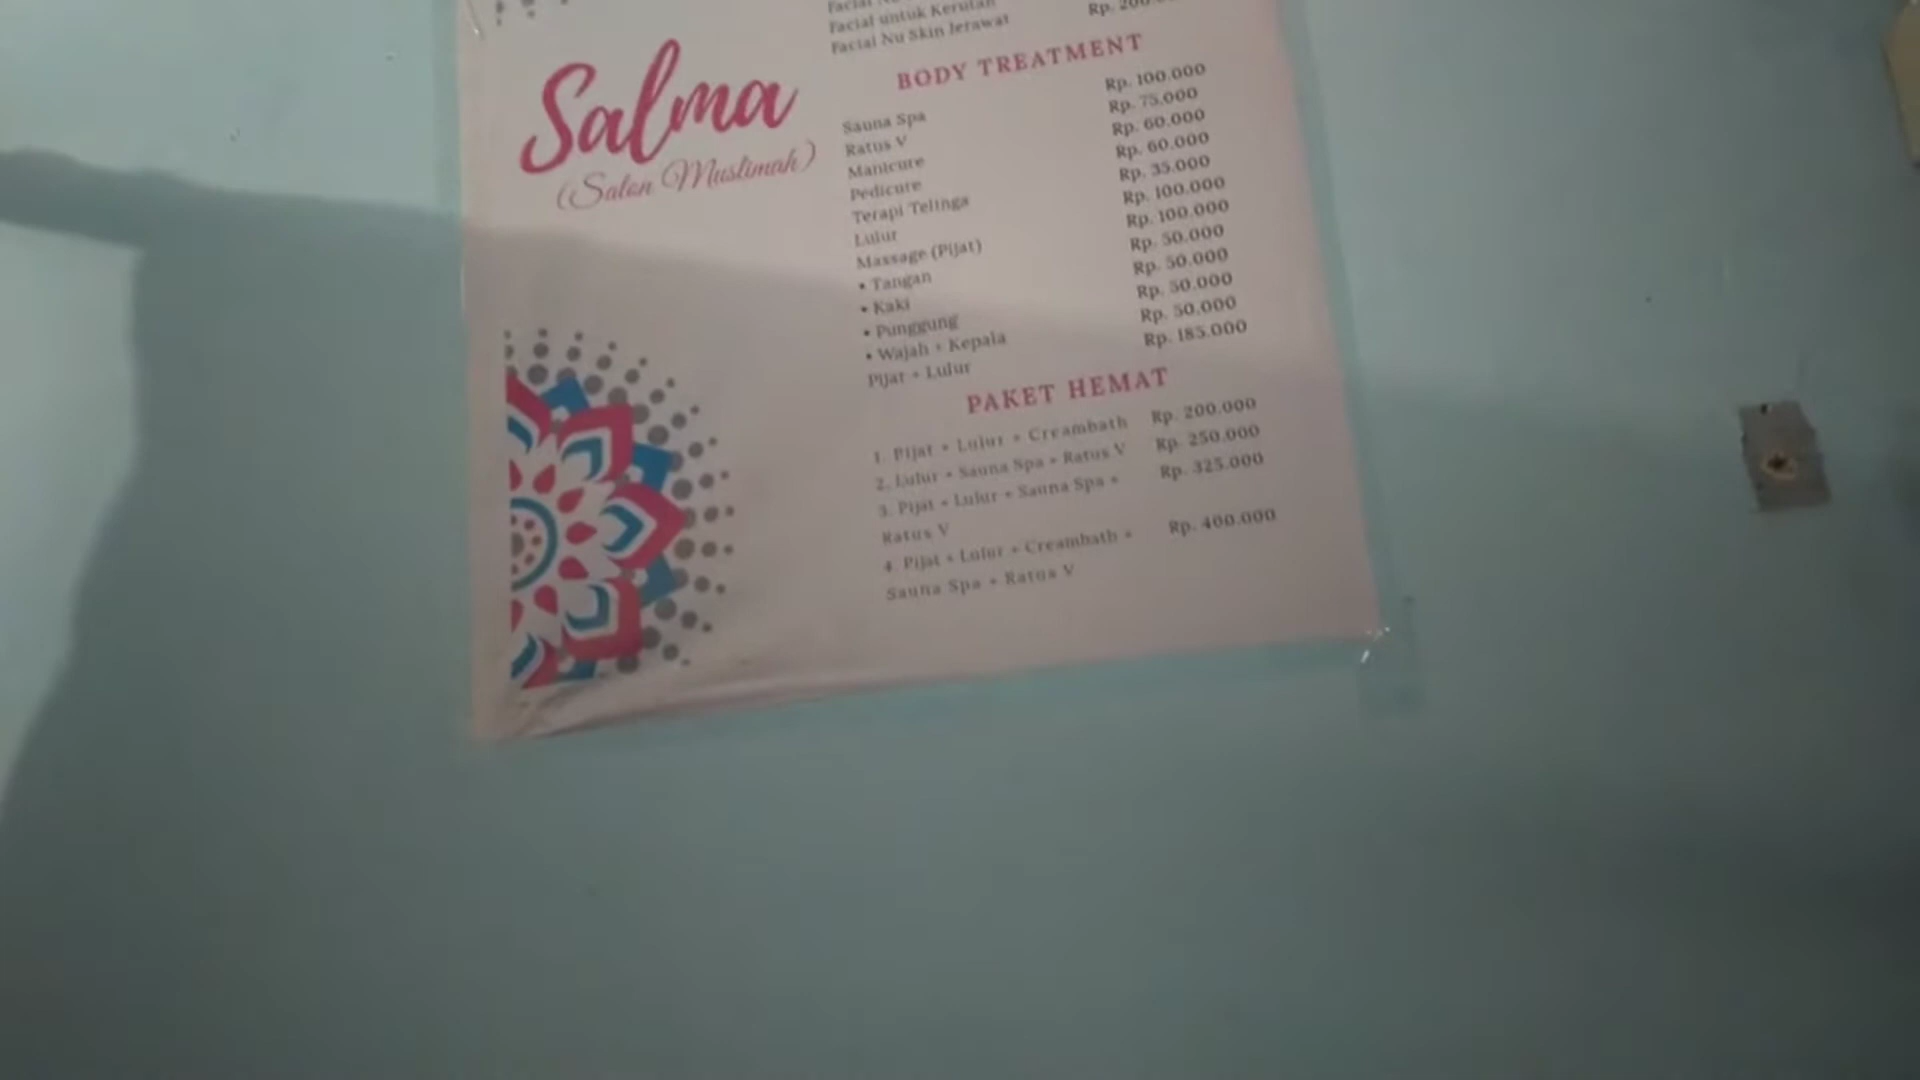 Salma
(Salon Muslimah)
Facial untuk Kerutan
Facial Nu Skin Jerawat
BODY TREATMENT
Sauna Spa Rp. 100.000
Ratus V Rp. 75.000
Manicure Rp. 60.000
Pedicure Rp. 60.000
Terapi Telinga Rp. 35.000
Lulur Rp. 100.000
Massage (Pijat) Rp. 100.000
• Tangan Rp. 50.000
• Kaki Rp. 50.000
• Punggung Rp. 50.000
• Wajah + Kepala Rp. 50.000
Pijat + Lulur Rp. 185.000
PAKET HEMAT
1. Pijat + Lulur + Creambath Rp. 200.000
2. Lulur + Sauna Spa + Ratus V Rp. 250.000
3. Pijat + Lulur + Sauna Spa + Rp. 325.000
Ratus V
4. Pijat + Lulur + Creambath + Rp. 400.000
Sauna Spa + Ratus V